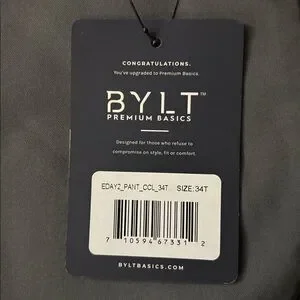 CONGRATULATIONS.
You've upgraded to Premium Basics.
BYLT™
PREMIUM BASICS
Designed for those who refuse to
compromise on style, fit or comfort.
EDAY2_PANT_CCL_34T SIZE:34T
7 10594 67331 2
BYLTBASICS.COM